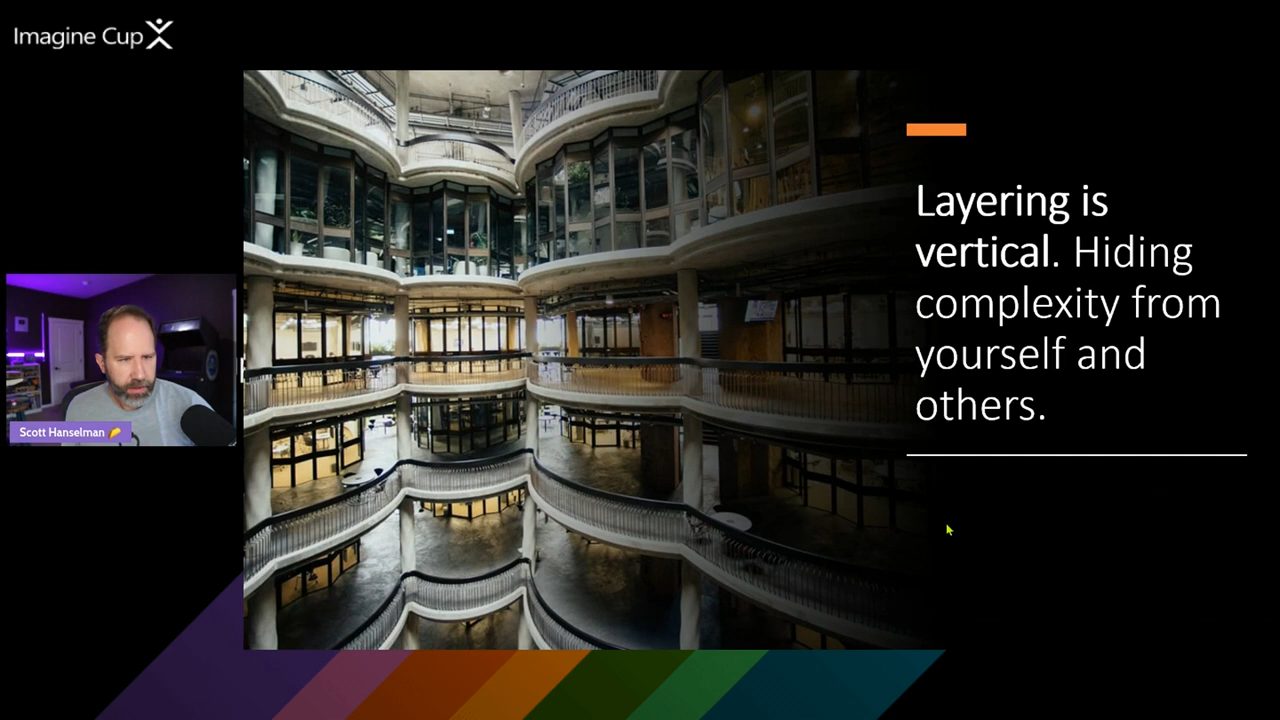 Imagine Cup
Layering is
vertical. Hiding
complexity from
yourself and
others.
Scott Hanselman